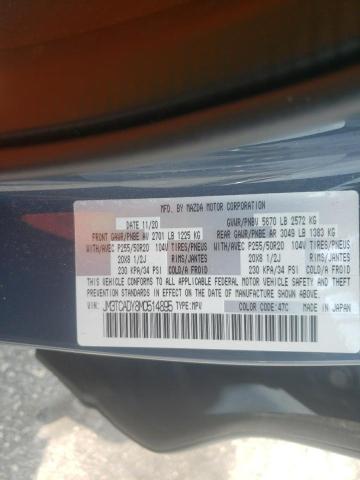 MFD. BY MAZDA MOTOR CORPORATION
DATE 11/20 GVWR/PNBV 5670 LB 2572 KG
FRONT GAWR/PNBE AV 2701 LB 1225 KG REAR GAWR/PNBE AR 3049 LB 1383 KG
WITH/AVEC P255/50R20 104V TIRES/PNEUS WITH/AVEC P255/50R20 104V TIRES/PNEUS
20X8 1/2J RIMS/JANTES 20X8 1/2J RIMS/JANTES
230 KPA/34 PSI COLD/A FROID 230 KPA/34 PSI COLD/A FROID
THIS VEHICLE CONFORMS TO ALL APPLICABLE FEDERAL MOTOR VEHICLE SAFETY,
BUMPER, AND THEFT PREVENTION STANDARDS IN EFFECT ON THE
DATE OF MANUFACTURE SHOWN ABOVE.
JM3TCADY8M0514895 TYPE:MPV COLOR CODE:47C MADE IN JAPAN